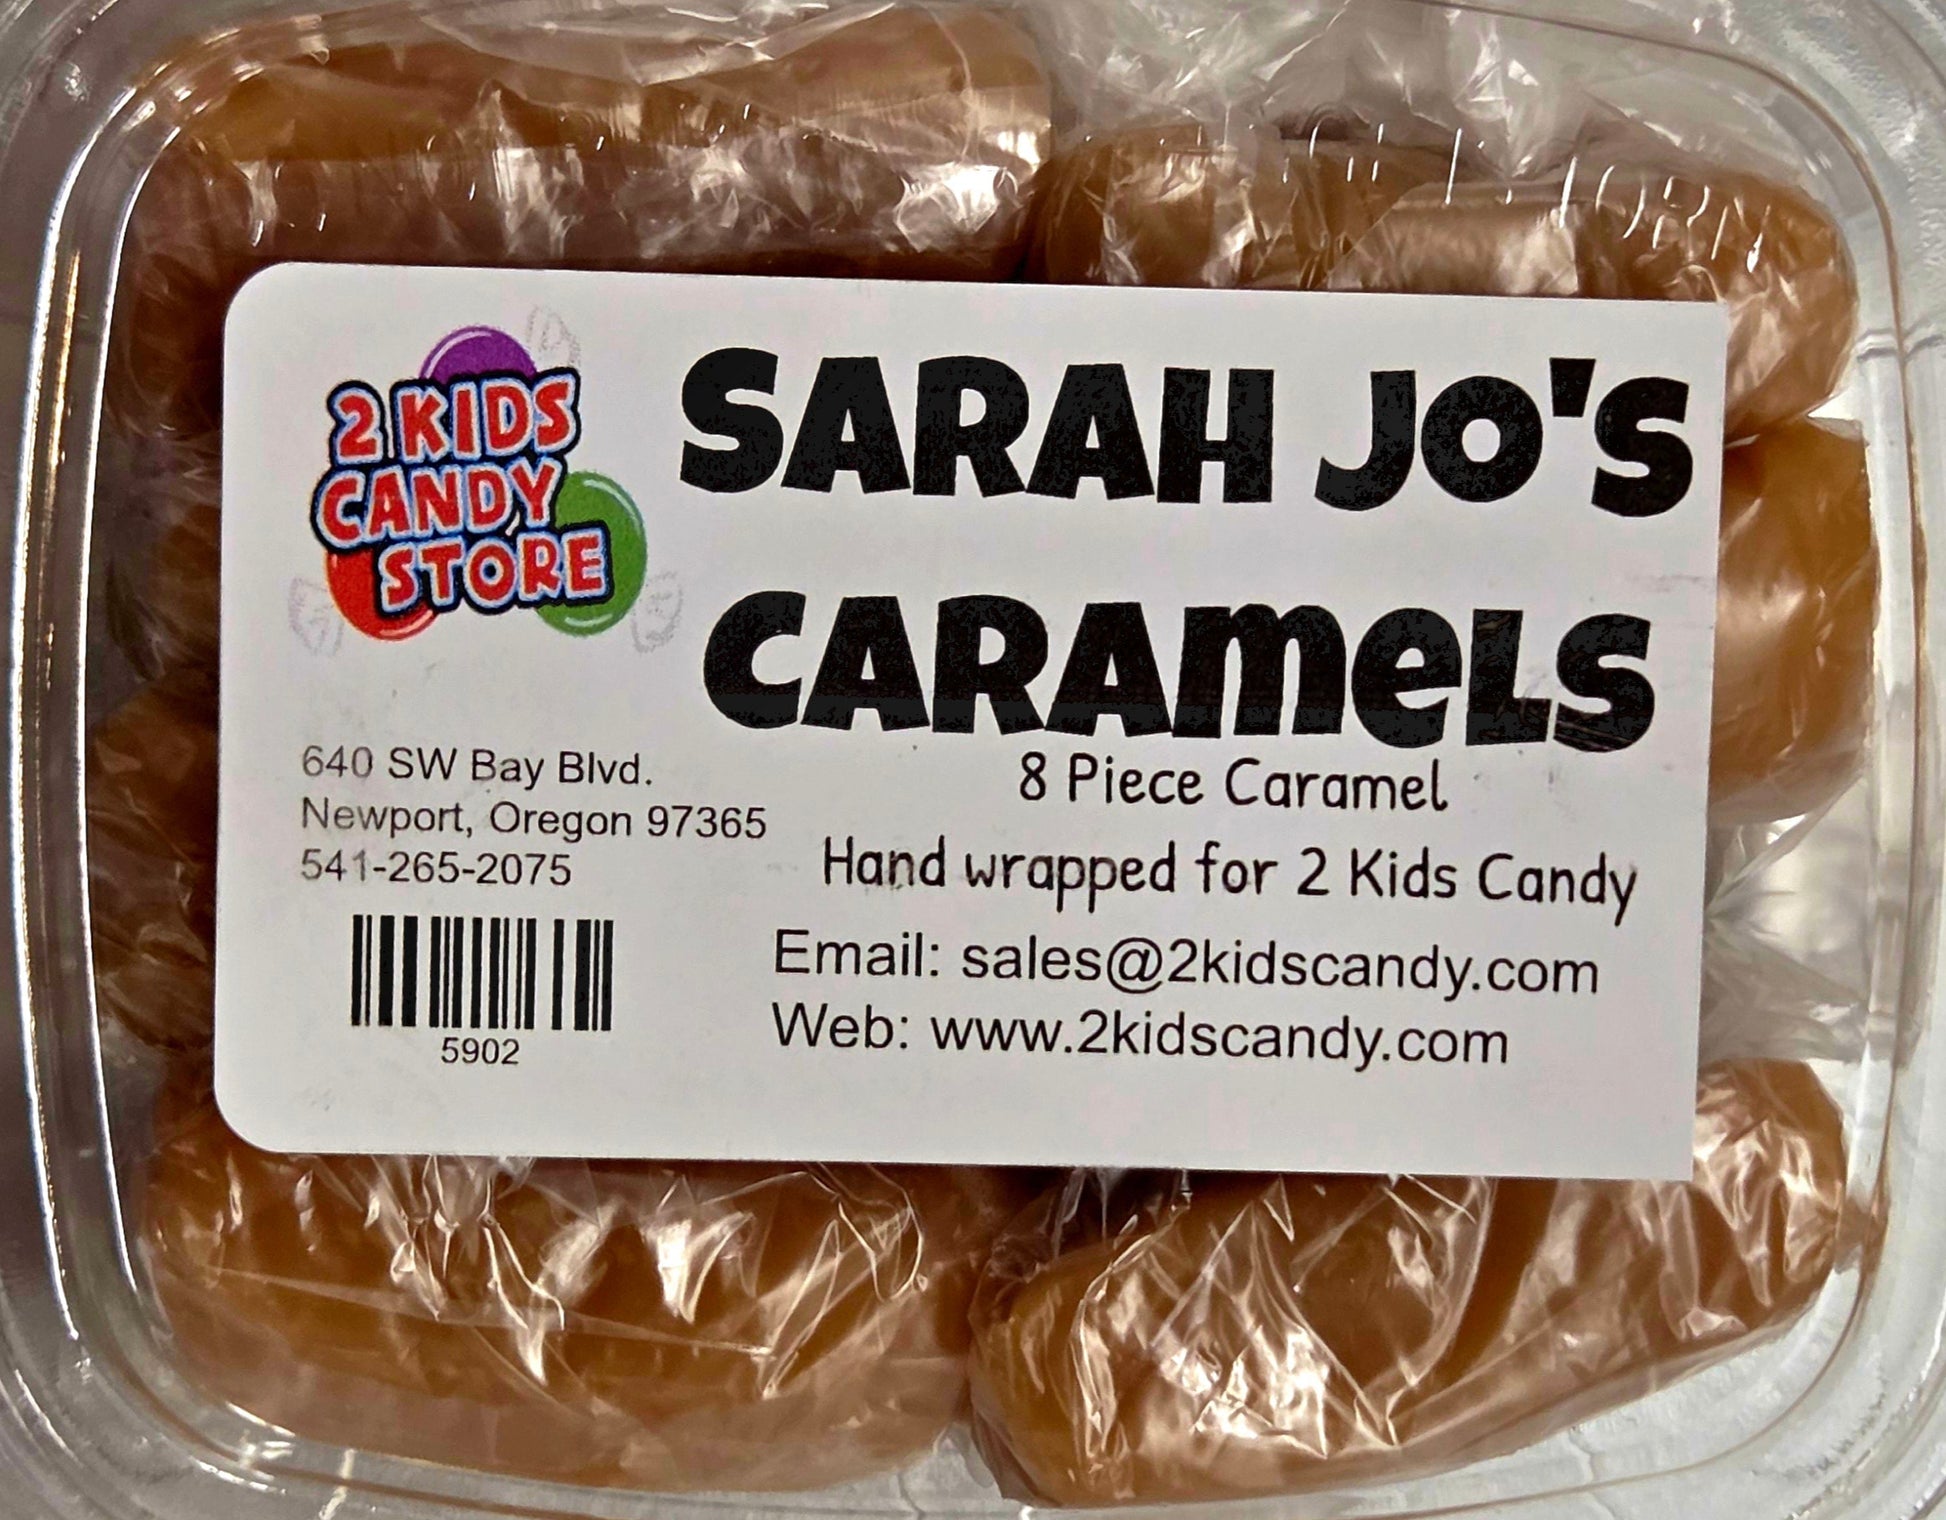 2 KIDS
CANDY
STORE
SARAH JO'S
CARAMELS
8 Piece Caramel
Hand wrapped for 2 Kids Candy
Email: sales@2kidscandy.com
Web: www.2kidscandy.com
640 SW Bay Blvd.
Newport, Oregon 97365
541-265-2075
5902